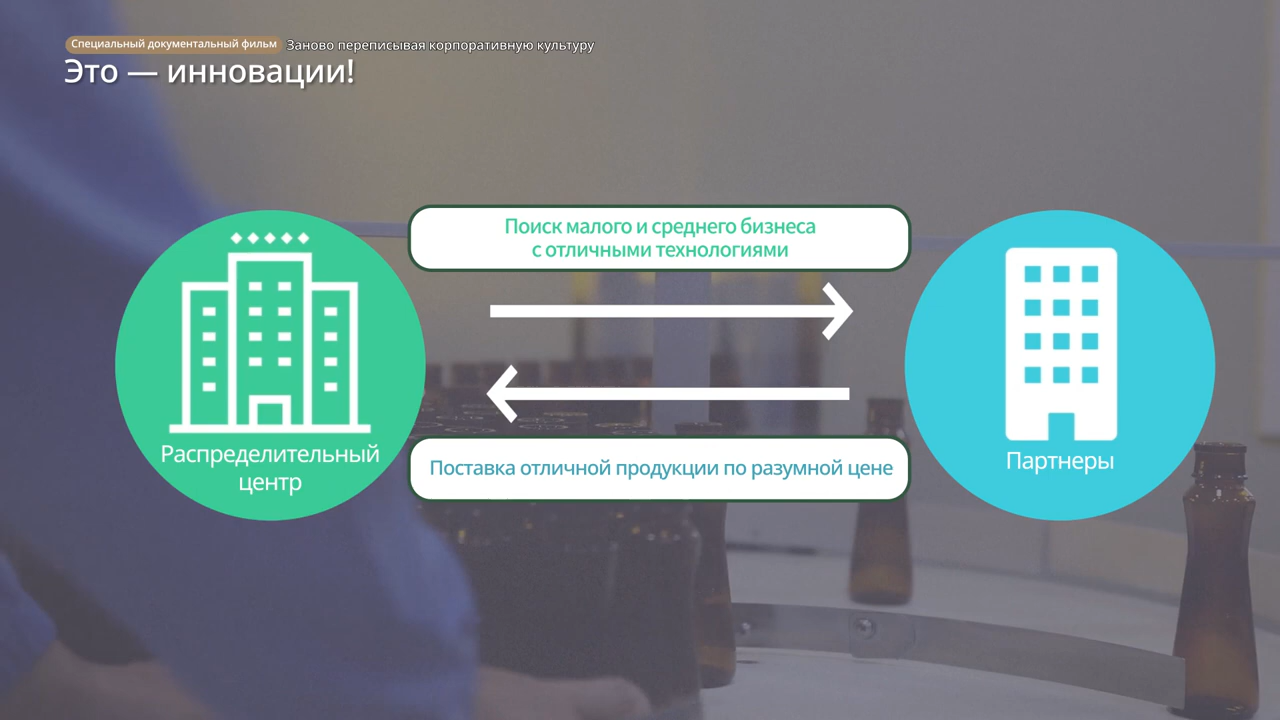 Специальный документальный фильм Заново переписывая корпоративную культуру
Это — инновации!
Поиск малого и среднего бизнеса
с отличными технологиями
Распределительный
центр
Поставка отличной продукции по разумной цене
Партнеры